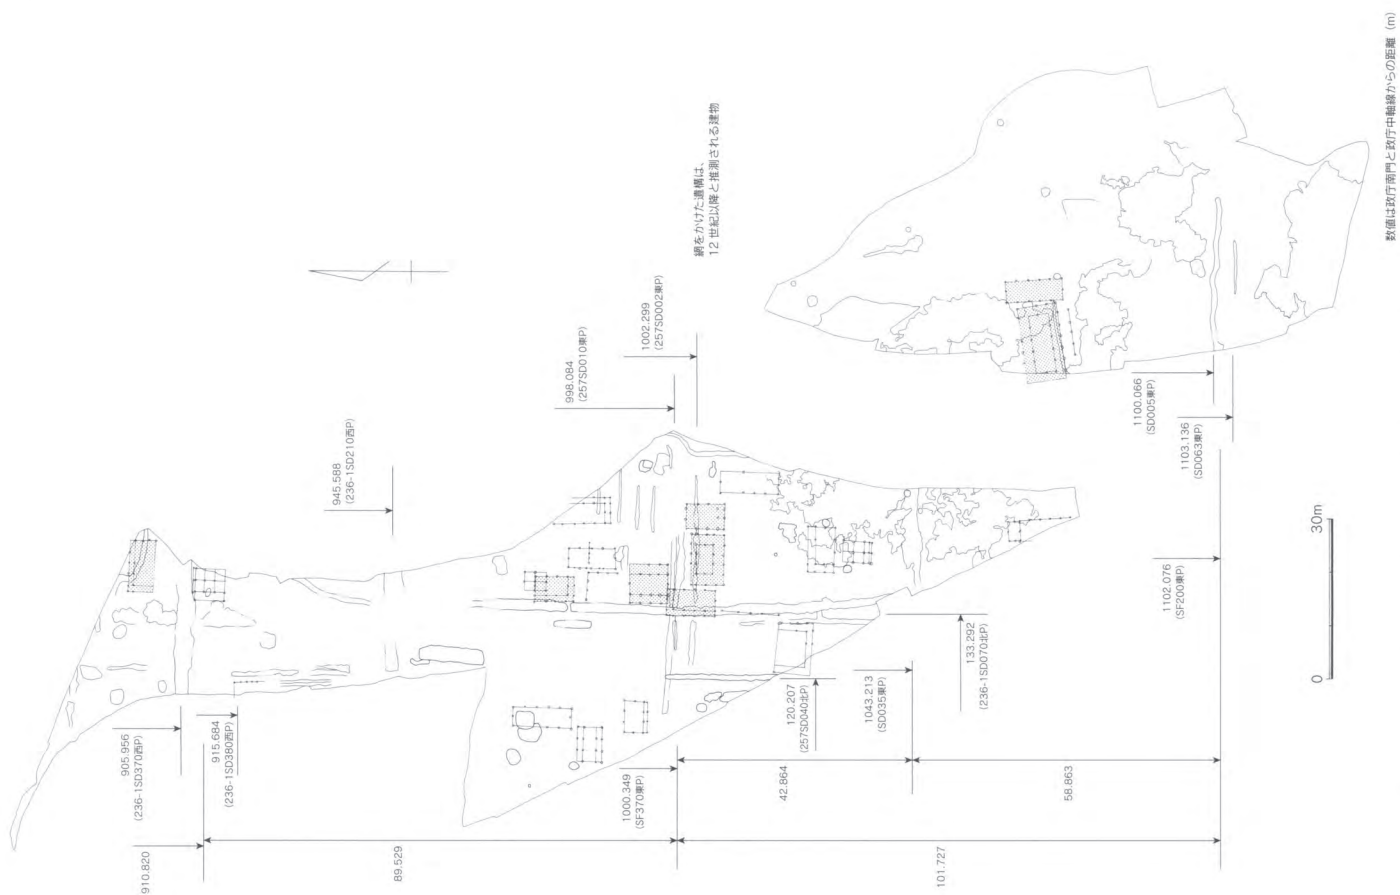 数値は政庁南門と政庁中軸線からの距離 (m)
網をかけた遺構は、
12 世紀以降と推測される建物
1002.299
(257SD002東P)
998.084
(257SD010東P)
945.588
(236-1SD210西P)
1100.066
(SD005東P)
1103.136
(SD063東P)
1102.076
(SF200東P)
133.292
(236-1SD070北P)
1043.213
(SD035東P)
120.207
(257SD040北P)
905.956
(236-1SD370西P)
915.684
(236-1SD380西P)
1000.349
(SF370東P)
910.820
89.529
42.864
58.863
101.727
0
30m